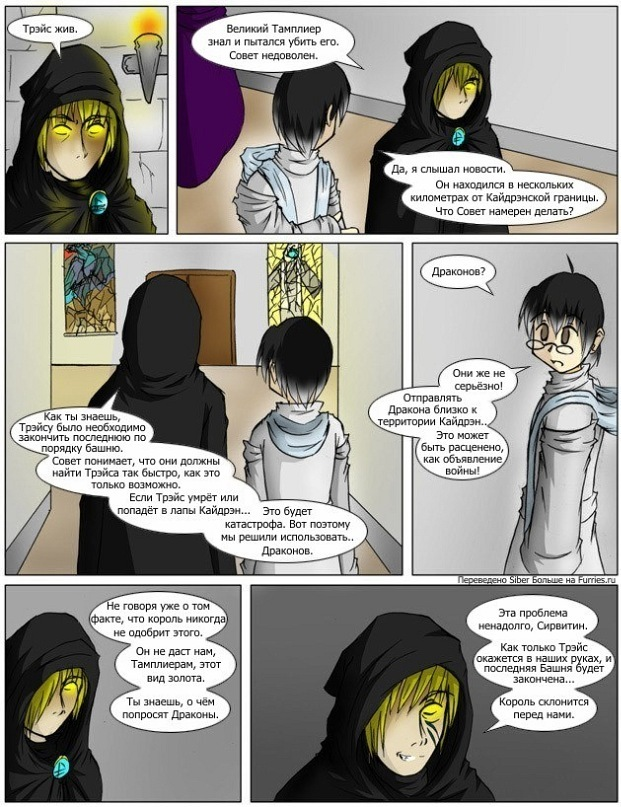 Трэйс жив.
Великий Тамплиер
знал и пытался убить его.
Совет недоволен.
Да, я слышал новости.
Он находился в нескольких
километрах от Кайдрэнской границы.
Что Совет намерен делать?
Как ты знаешь,
Трэйсу было необходимо
закончить последнюю по
порядку башню.
Совет понимает, что они должны
найти Трэйса так быстро, как это
только возможно.
Если Трэйс умрёт или
попадёт в лапы Кайдрэн...
Это будет
катастрофа. Вот поэтому
мы решили использовать..
Драконов.
Драконов?
Они же не
серьёзно!
Отправлять
Дракона близко к
территории Кайдрэн..
Это может
быть расценено,
как объявление
войны!
Переведено Siber Больше на Furries.ru
Не говоря уже о том
факте, что король никогда
не одобрит этого.
Он не даст нам,
Тамплиерам, этот
вид золота.
Ты знаешь, о чём
попросят Драконы.
Эта проблема
ненадолго, Сирвитин.
Как только Трэйс
окажется в наших руках, и
последняя Башня будет
закончена...
Король склонится
перед нами.